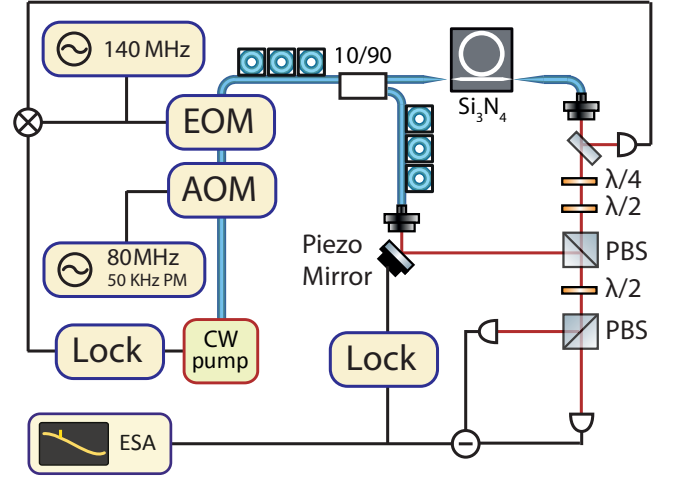 140 MHz
10/90
EOM
Si₃N₄
AOM
λ/4
λ/2
80MHz
50 KHz PM
Piezo
Mirror
PBS
λ/2
Lock
CW
pump
Lock
PBS
ESA